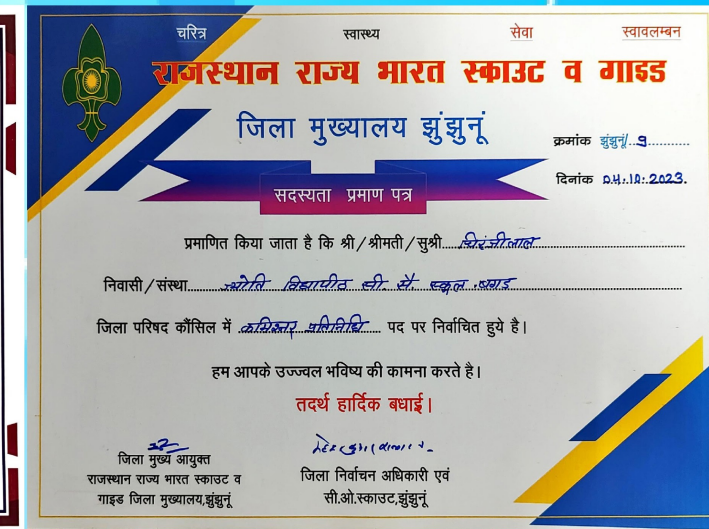 चरित्र स्वास्थ्य सेवा स्वावलम्बन
राजस्थान राज्य भारत स्काउट व गाइड
जिला मुख्यालय झुंझुनूं
क्रमांक झुंझुनूं/ 9
दिनांक 04.10.2023.
सदस्यता प्रमाण पत्र
प्रमाणित किया जाता है कि श्री/श्रीमती/सुश्री चिरंजीलाल
निवासी/संस्था ज्योति विद्यापीठ सी. सै. स्कूल बगड
जिला परिषद कौंसिल में कमिश्नर प्रतिनिधि पद पर निर्वाचित हुये है।
हम आपके उज्ज्वल भविष्य की कामना करते है।
तदर्थ हार्दिक बधाई।
जिला मुख्य आयुक्त
राजस्थान राज्य भारत स्काउट व
गाइड जिला मुख्यालय,झुंझुनूं
जिला निर्वाचन अधिकारी एवं
सी.ओ.स्काउट,झुंझुनूं